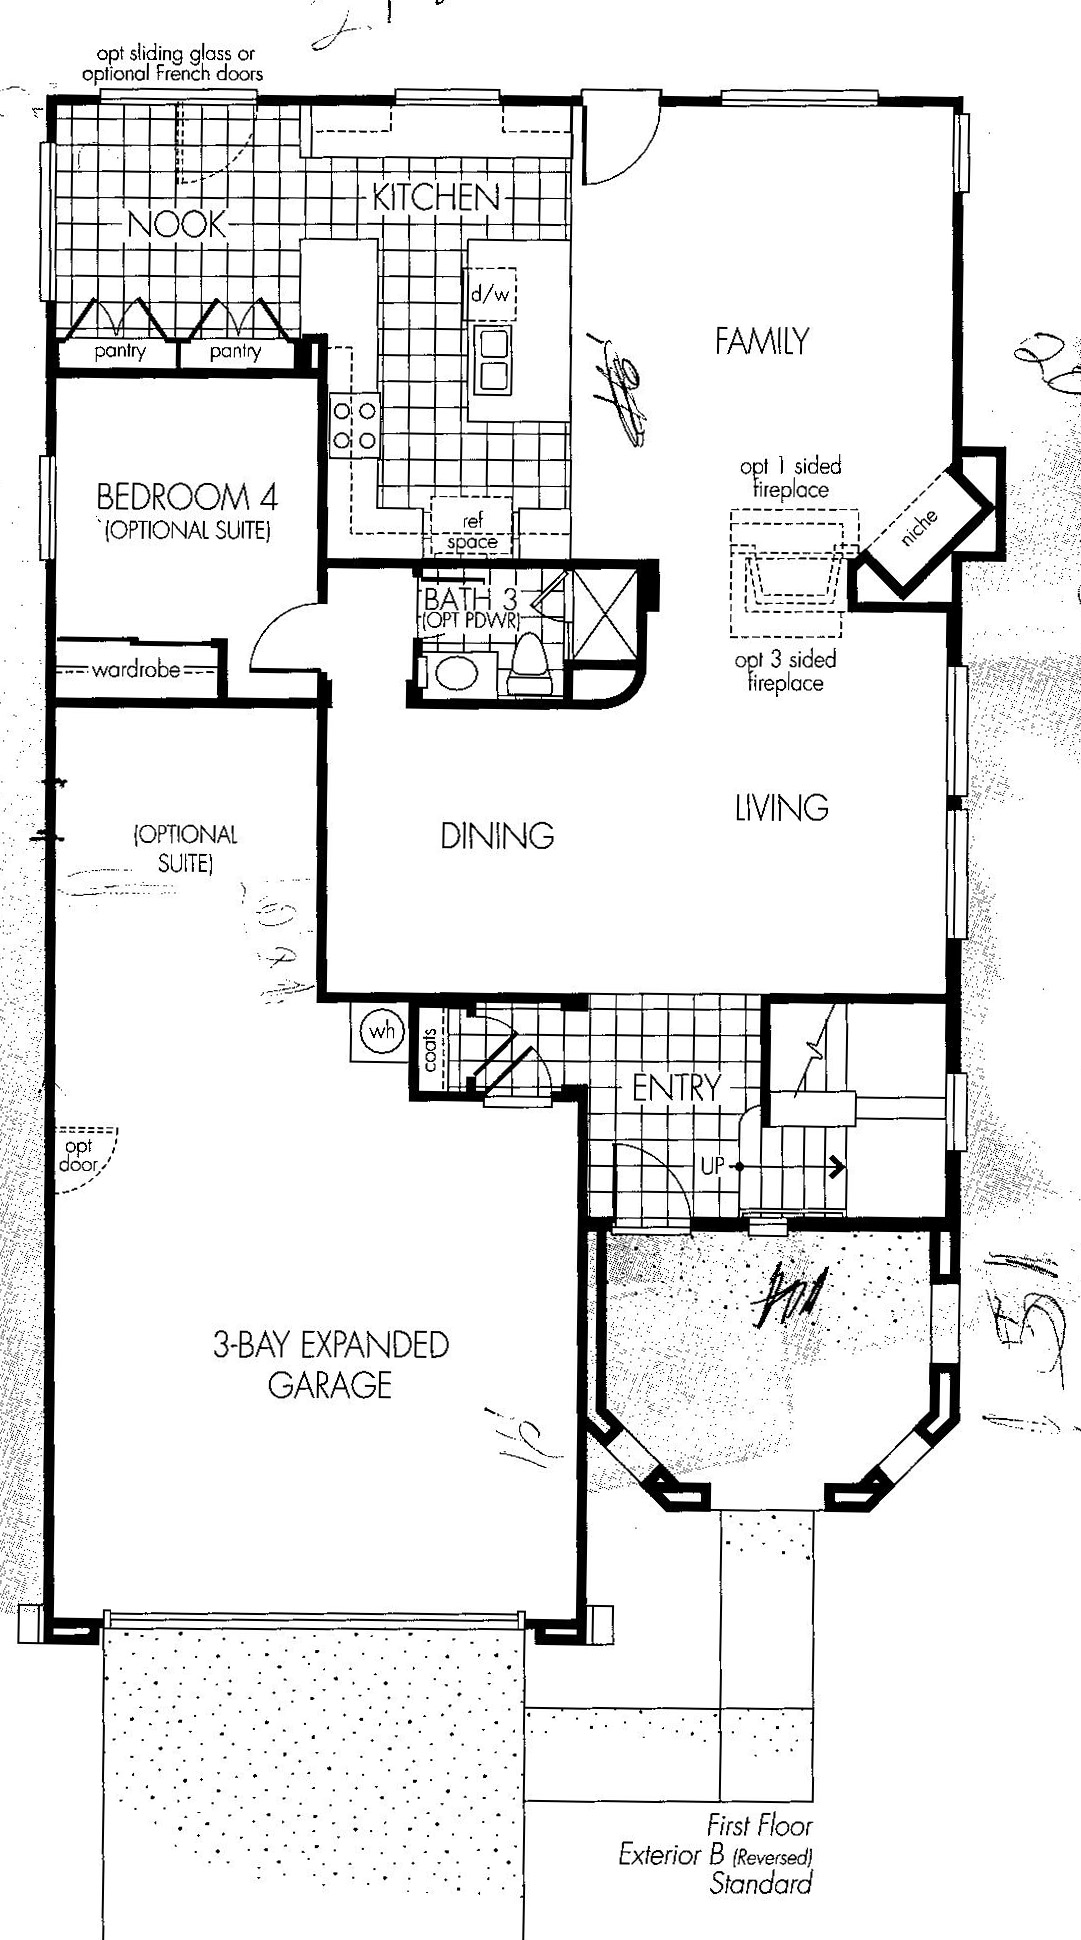 opt sliding glass or
optional French doors
KITCHEN
NOOK
d/w
FAMILY
pantry
pantry
opt 1 sided
fireplace
BEDROOM 4
(OPTIONAL SUITE)
niche
ref
space
BATH 3
(OPT PDWR)
opt 3 sided
fireplace
wardrobe
LIVING
DINING
(OPTIONAL
SUITE)
wh
coats
ENTRY
opt
door
UP
3-BAY EXPANDED
GARAGE
First Floor
Exterior B (Reversed)
Standard